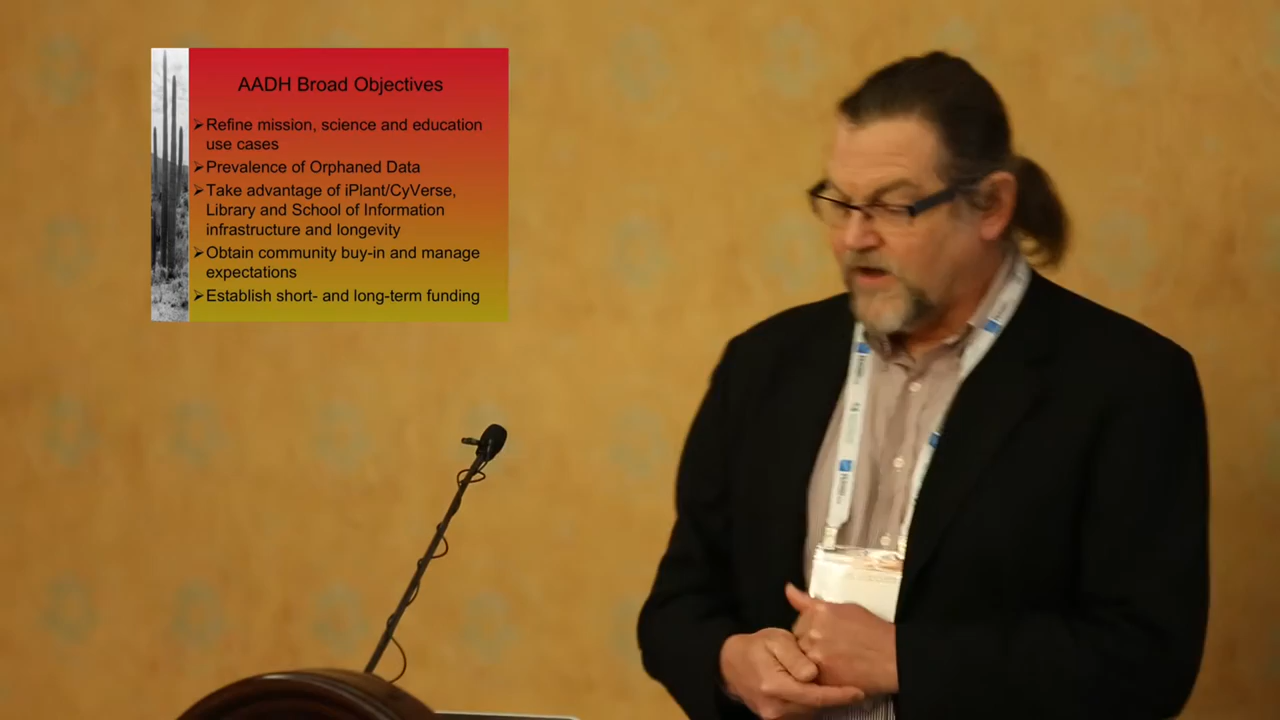 AADH Broad Objectives
➢Refine mission, science and education
use cases
➢Prevalence of Orphaned Data
➢Take advantage of iPlant/CyVerse,
Library and School of Information
infrastructure and longevity
➢Obtain community buy-in and manage
expectations
➢Establish short- and long-term funding